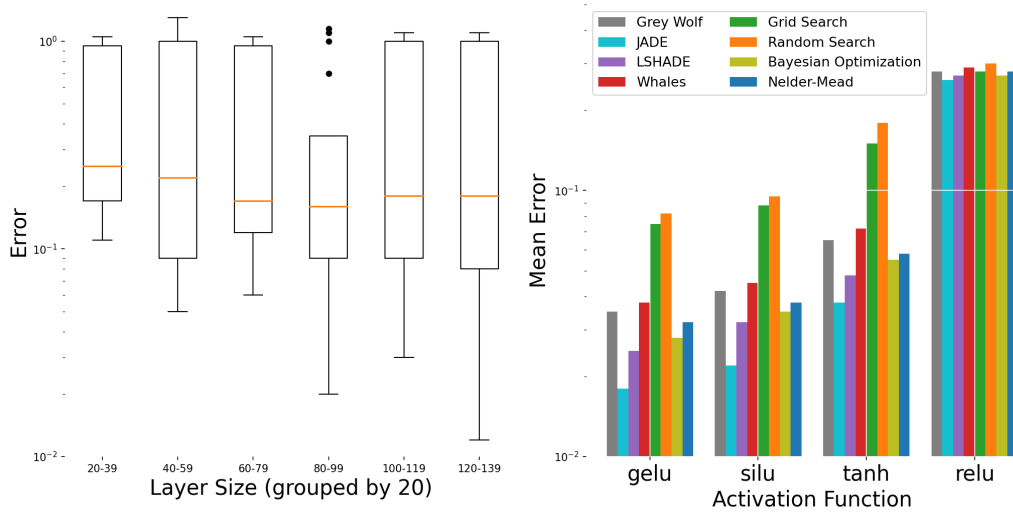 Error
10⁰
10⁻¹
10⁻²
20-39 40-59 60-79 80-99 100-119 120-139
Layer Size (grouped by 20)
Mean Error
10⁻¹
10⁻²
Grey Wolf
JADE
LSHADE
Whales
Grid Search
Random Search
Bayesian Optimization
Nelder-Mead
gelu silu tanh relu
Activation Function